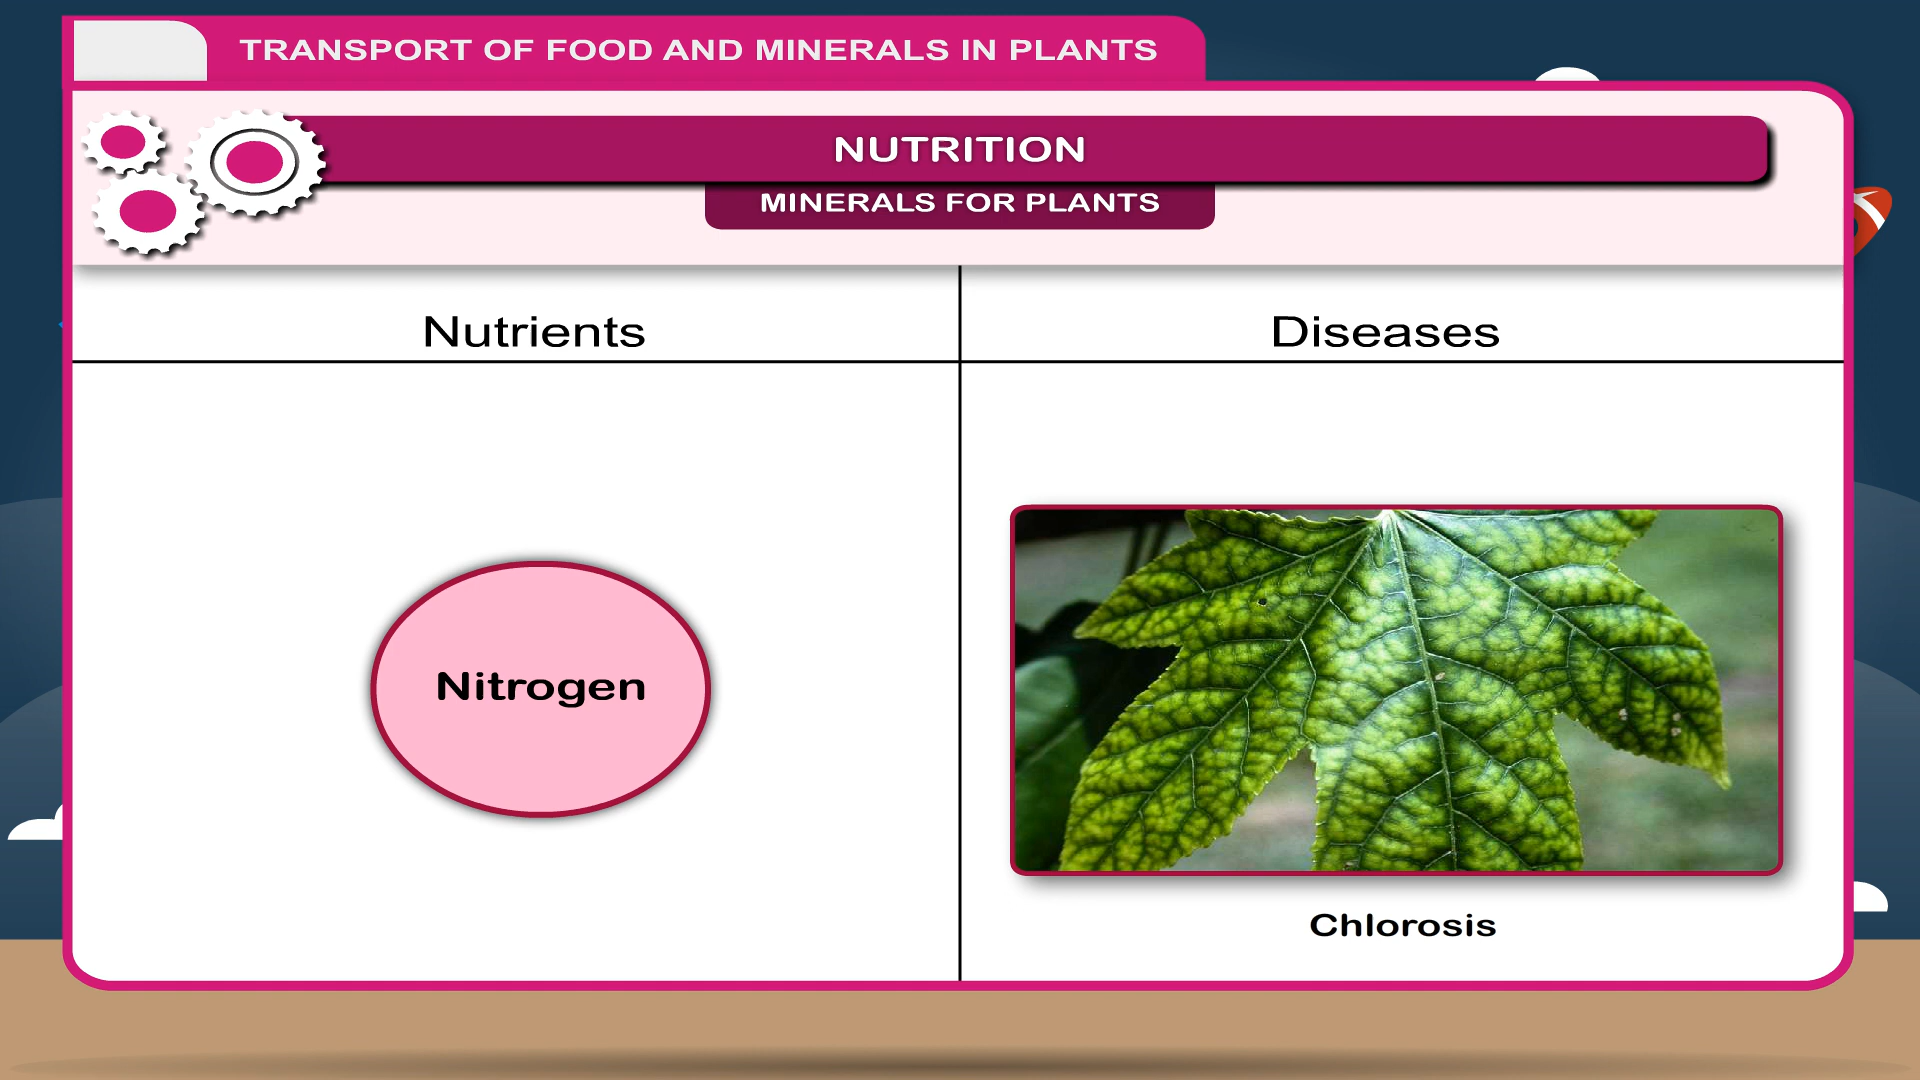 TRANSPORT OF FOOD AND MINERALS IN PLANTS
NUTRITION
MINERALS FOR PLANTS
Nutrients
Diseases
Nitrogen
Chlorosis